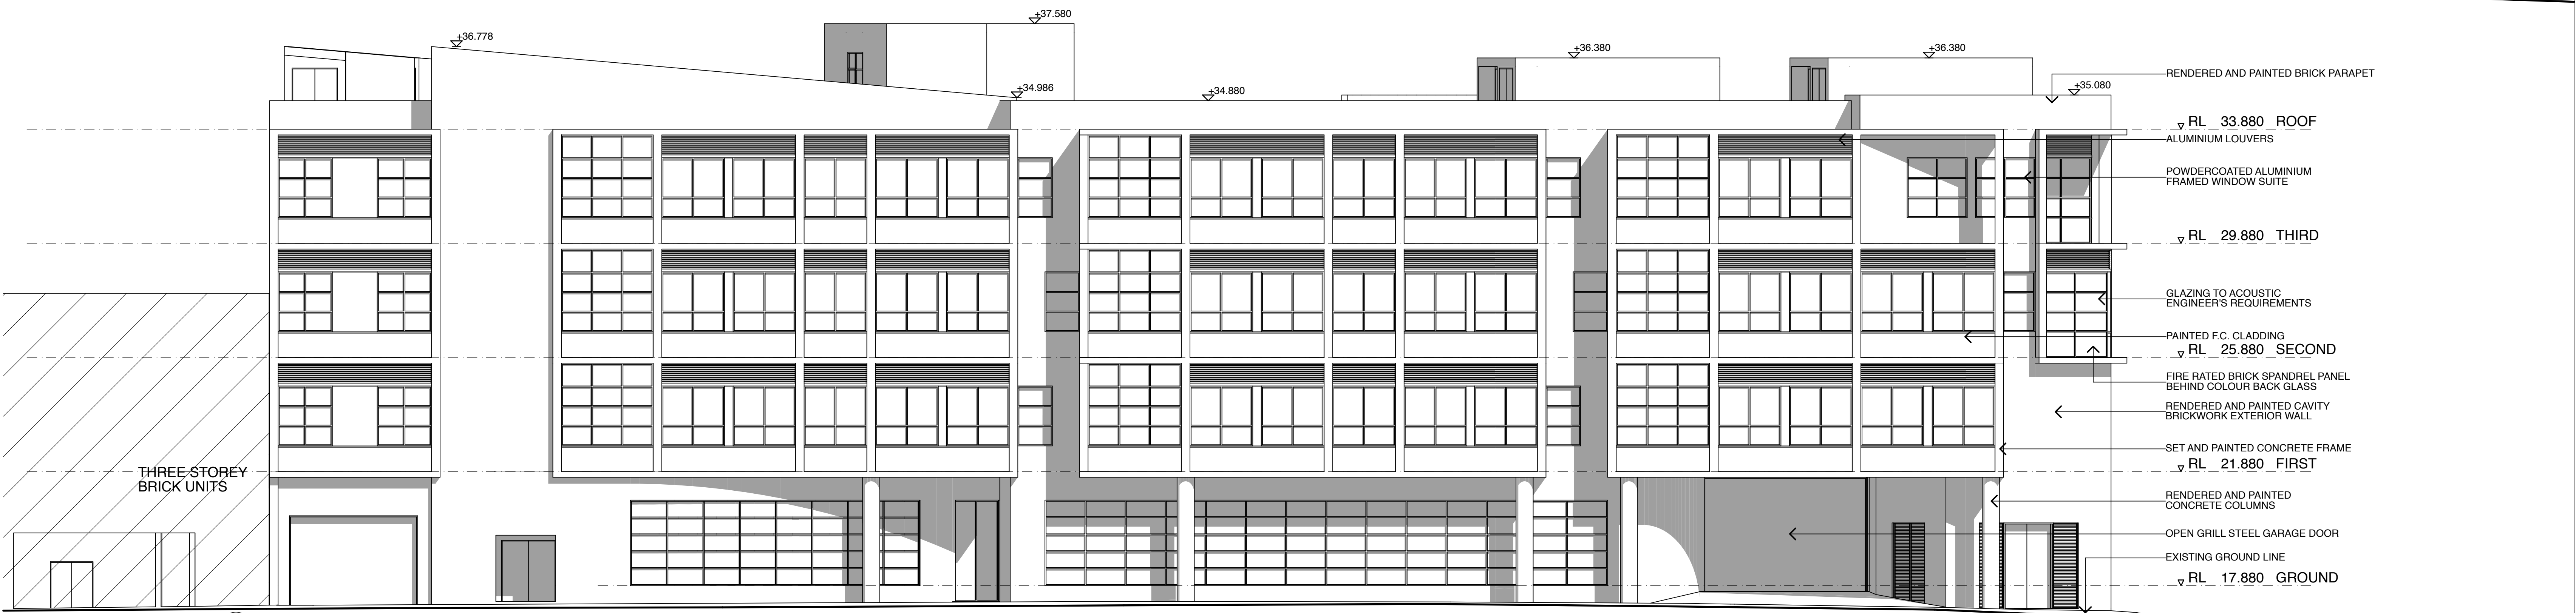 +37.580
+36.778
+36.380
+36.380
+34.986
+34.880
+35.080
RENDERED AND PAINTED BRICK PARAPET
RL 33.880 ROOF
ALUMINIUM LOUVERS
POWDERCOATED ALUMINIUM
FRAMED WINDOW SUITE
RL 29.880 THIRD
GLAZING TO ACOUSTIC
ENGINEER'S REQUIREMENTS
PAINTED F.C. CLADDING
RL 25.880 SECOND
FIRE RATED BRICK SPANDREL PANEL
BEHIND COLOUR BACK GLASS
RENDERED AND PAINTED CAVITY
BRICKWORK EXTERIOR WALL
SET AND PAINTED CONCRETE FRAME
RL 21.880 FIRST
THREE STOREY
BRICK UNITS
RENDERED AND PAINTED
CONCRETE COLUMNS
OPEN GRILL STEEL GARAGE DOOR
EXISTING GROUND LINE
RL 17.880 GROUND